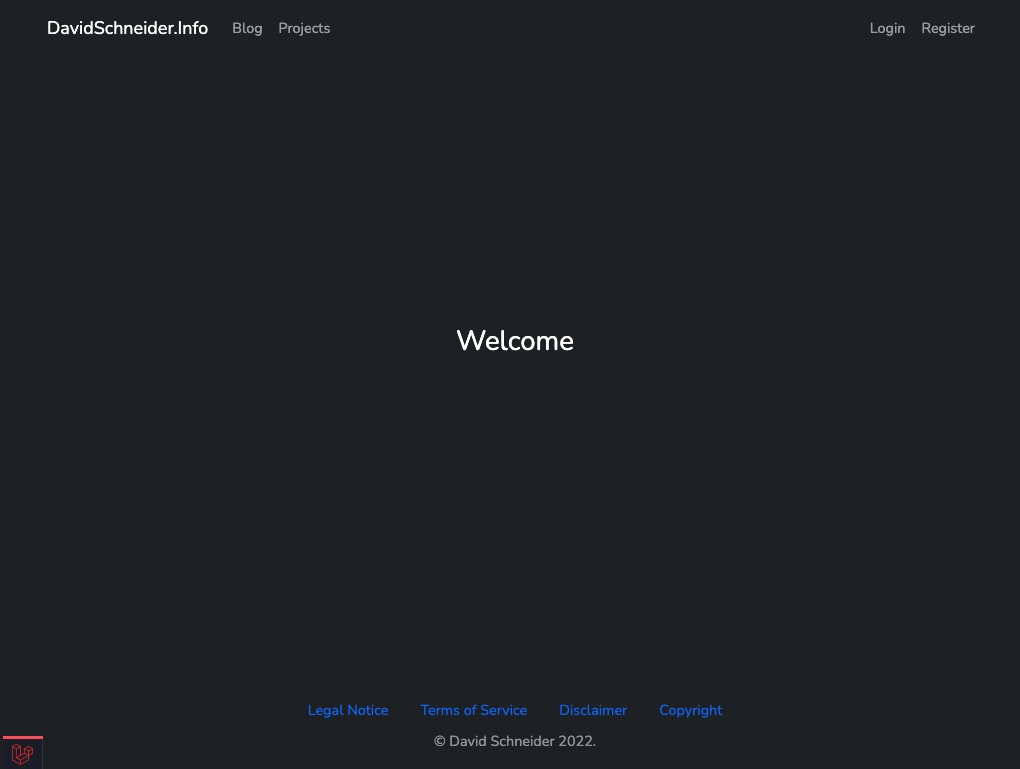 DavidSchneider.Info Blog Projects Login Register
Welcome
Legal Notice Terms of Service Disclaimer Copyright
© David Schneider 2022.